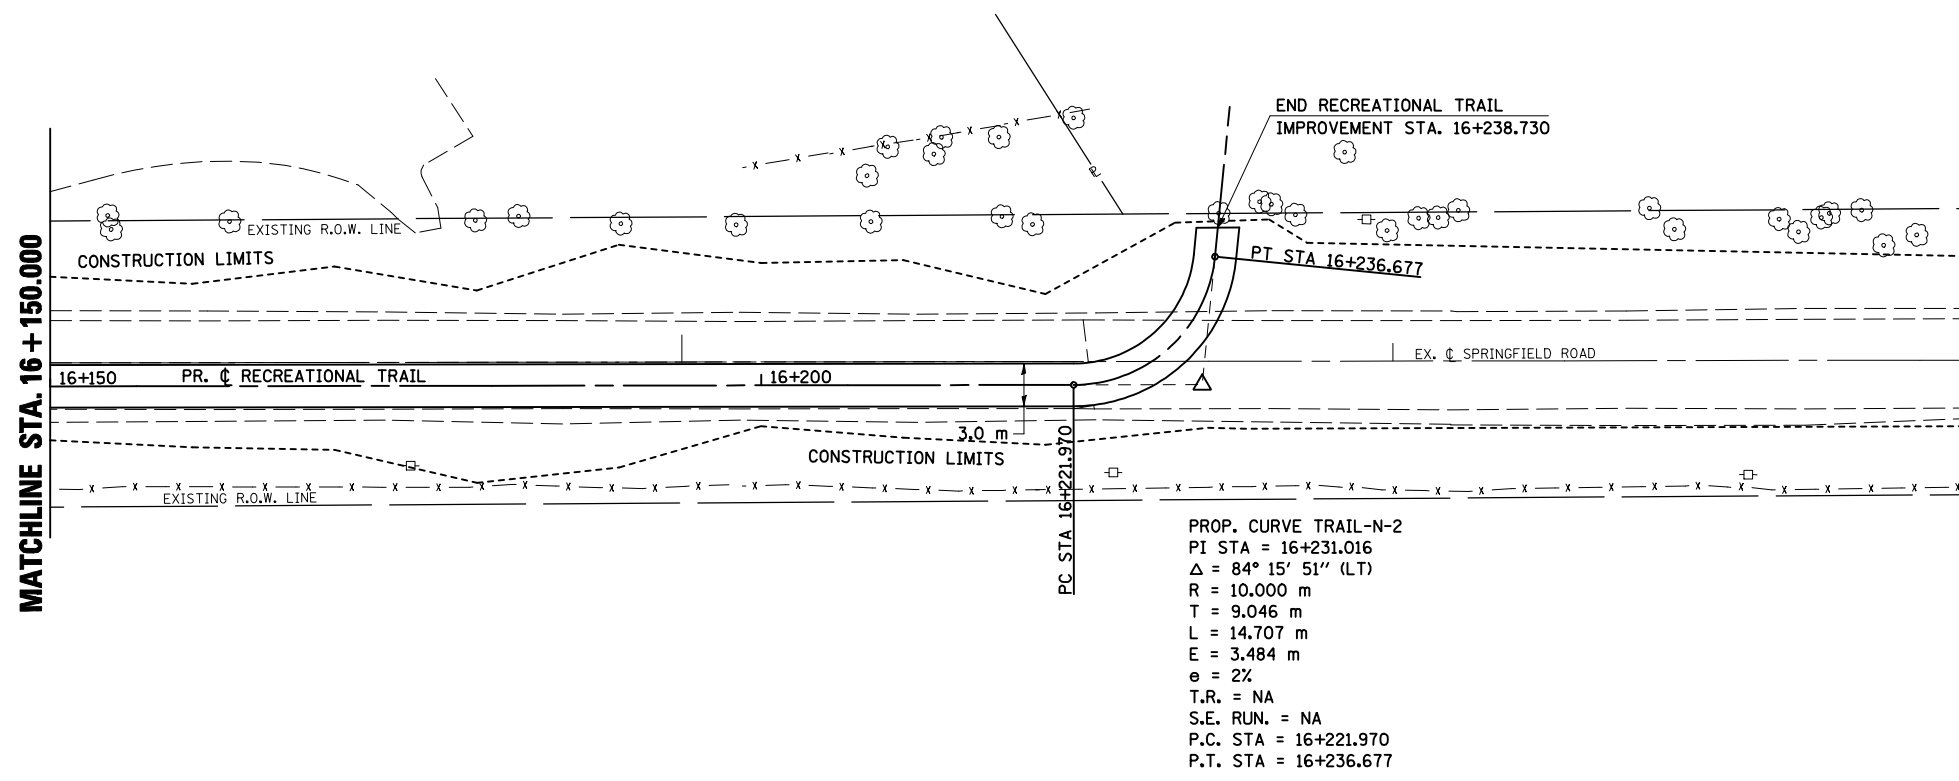 END RECREATIONAL TRAIL
IMPROVEMENT STA. 16+238.730
℄
EXISTING R.O.W. LINE
CONSTRUCTION LIMITS
PT STA 16+236.677
MATCHLINE STA. 16+150.000
EX. ℄ SPRINGFIELD ROAD
16+150
PR. ℄ RECREATIONAL TRAIL
16+200
3.0 m
CONSTRUCTION LIMITS
PC STA 16+221.970
EXISTING R.O.W. LINE
PROP. CURVE TRAIL-N-2
PI STA = 16+231.016
Δ = 84° 15' 51'' (LT)
R = 10.000 m
T = 9.046 m
L = 14.707 m
E = 3.484 m
e = 2%
T.R. = NA
S.E. RUN. = NA
P.C. STA = 16+221.970
P.T. STA = 16+236.677